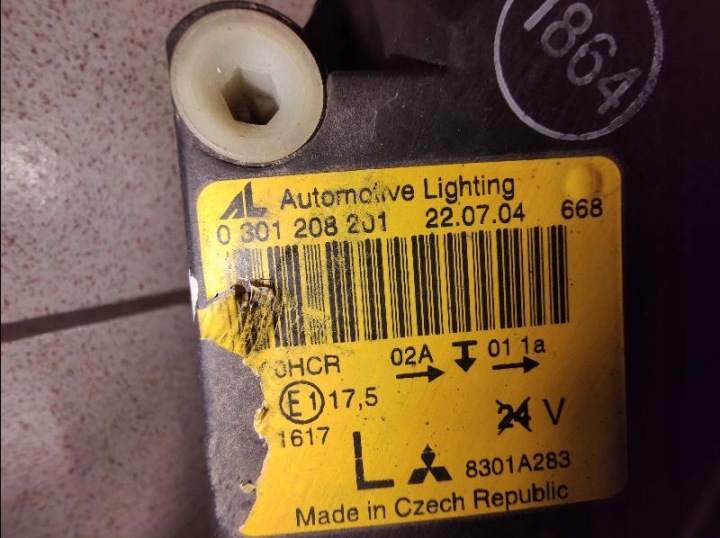 1864
AL Automotive Lighting
0 301 208 201 22.07.04 668
HCR 02A 01 1a
E1 17,5
24 V
1617
L 8301A283
Made in Czech Republic